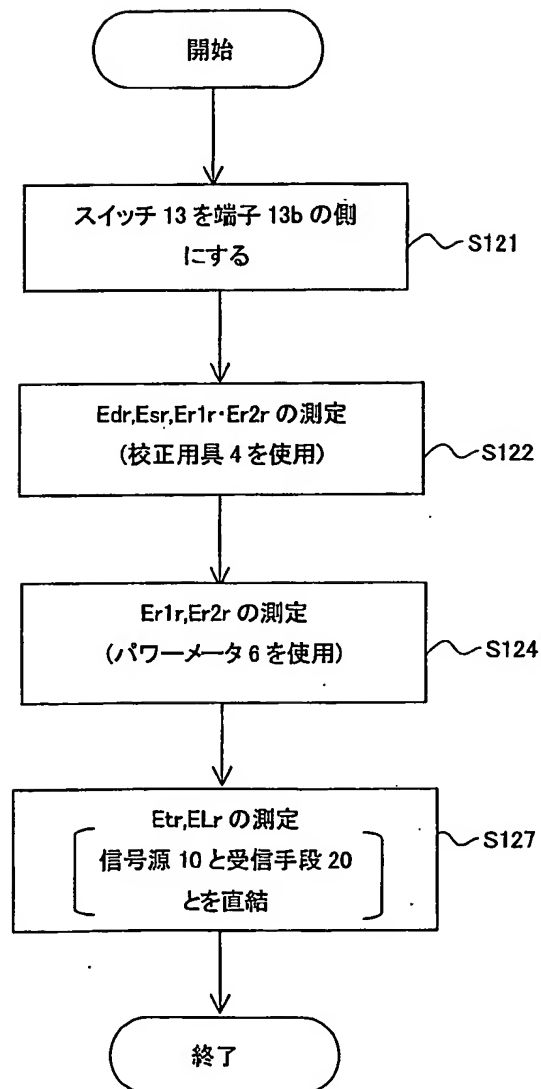 開始
スイッチ 13 を端子 13b の側
にする
S121
Edr,Esr,Er1r・Er2r の測定
(校正用具 4 を使用)
S122
Er1r,Er2r の測定
(パワーメータ 6 を使用)
S124
Etr,ELr の測定
信号源 10 と受信手段 20
とを直結
S127
終了